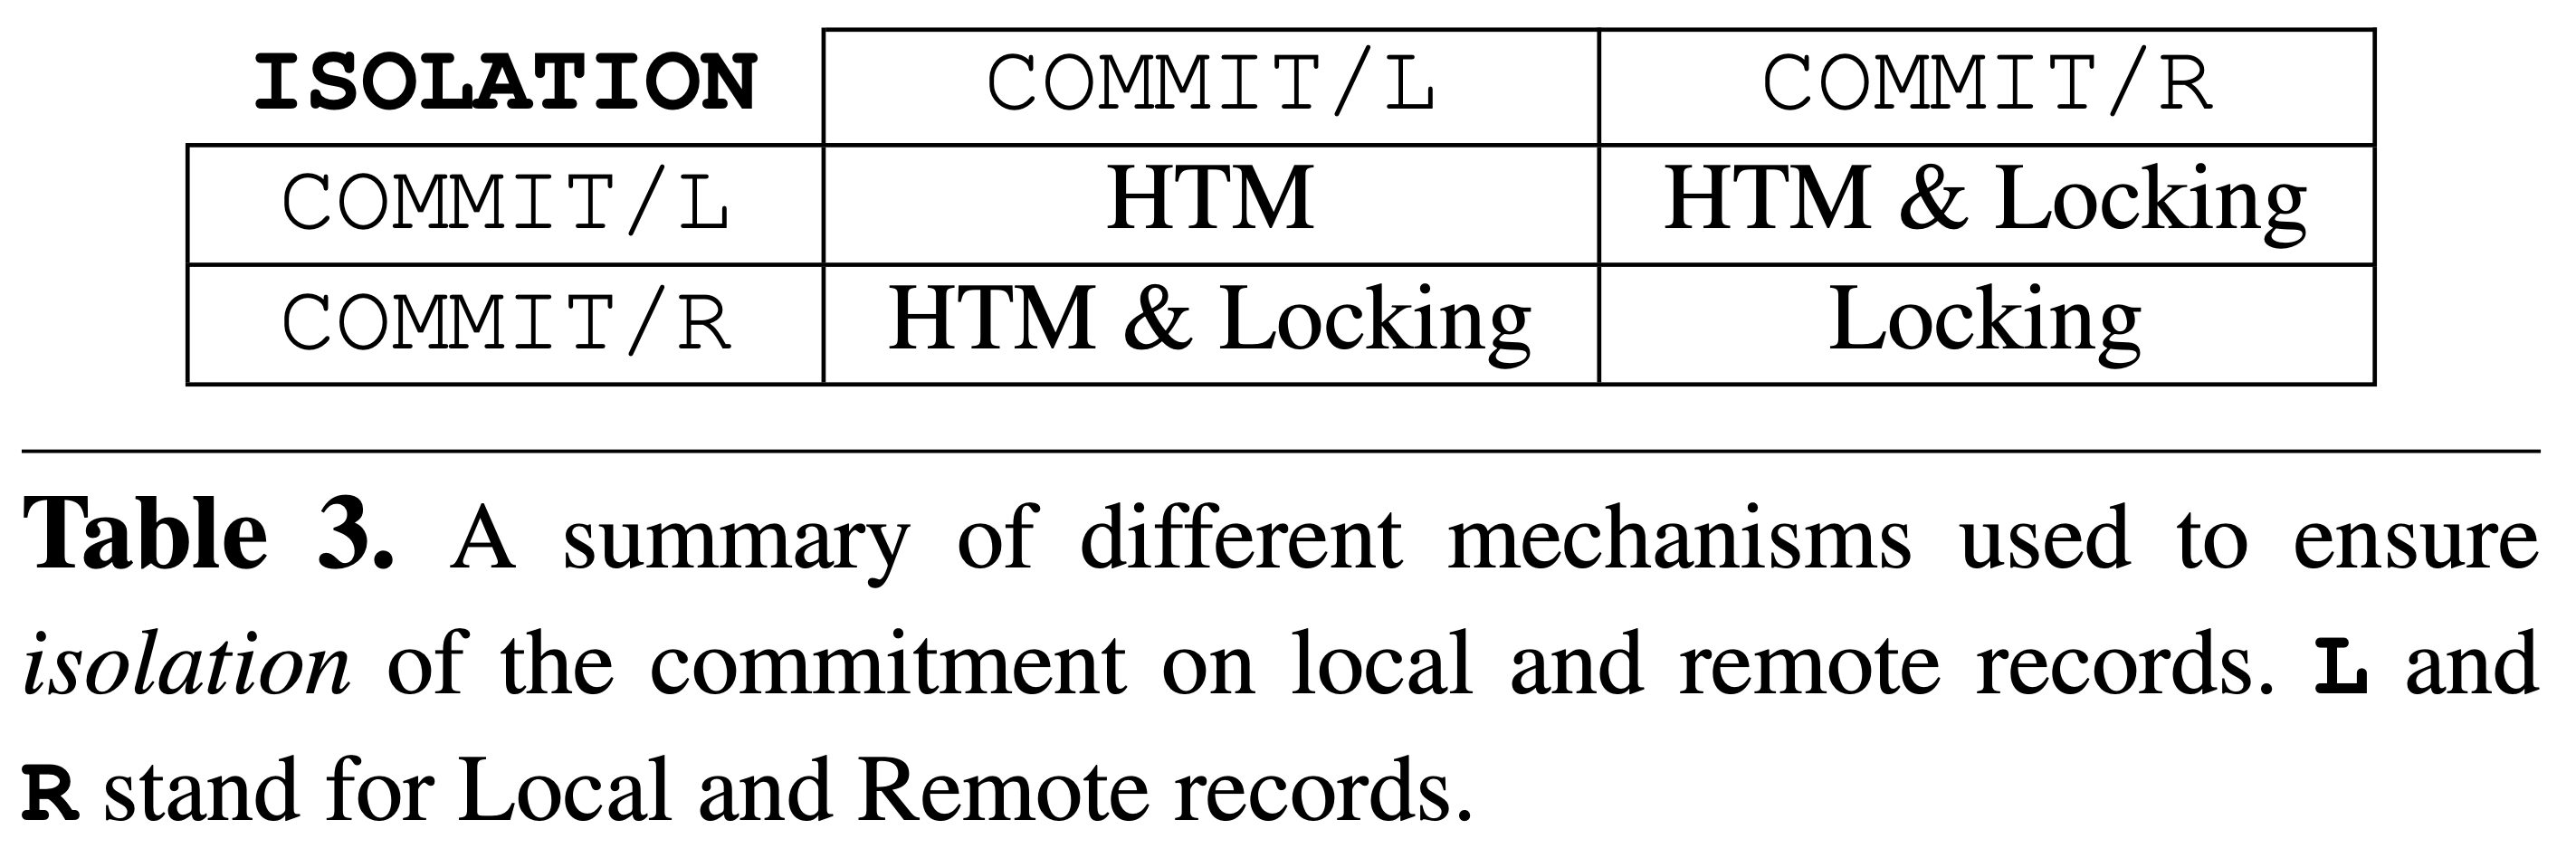 ISOLATION COMMIT/L COMMIT/R
COMMIT/L HTM HTM & Locking
COMMIT/R HTM & Locking Locking
Table 3. A summary of different mechanisms used to ensure
isolation of the commitment on local and remote records. L and
R stand for Local and Remote records.